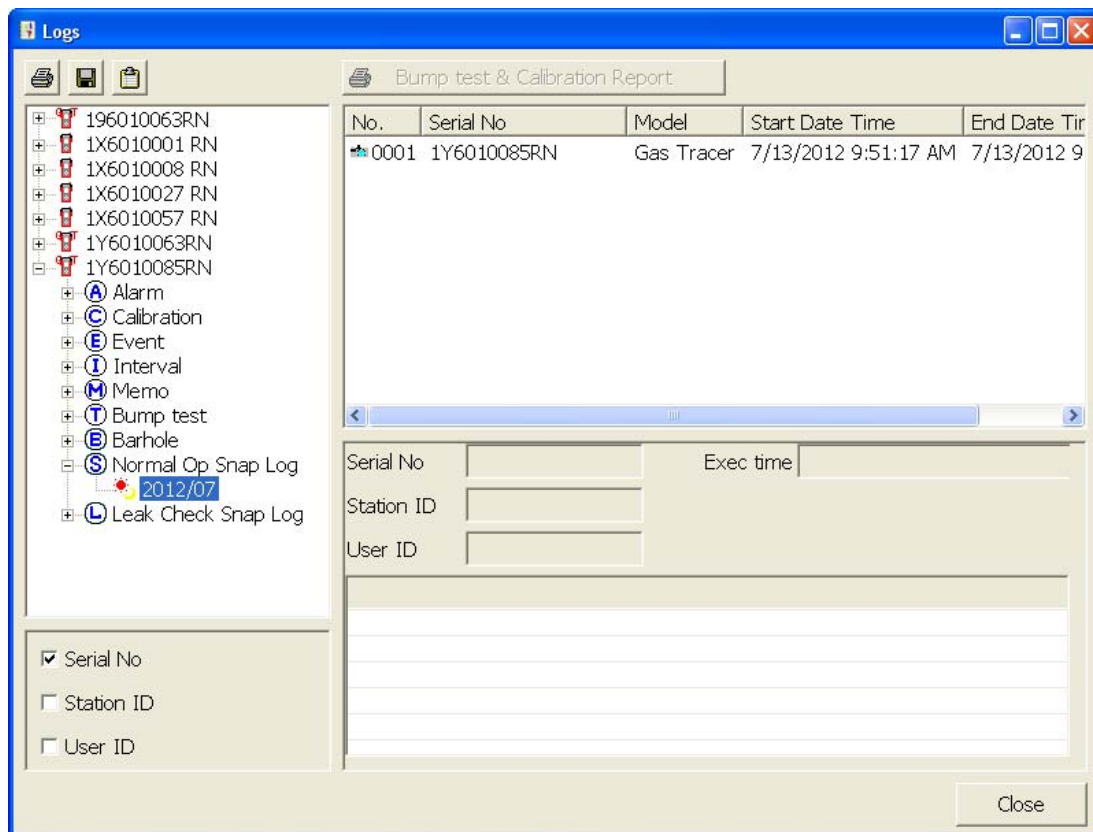 Logs
Bump test & Calibration Report
196010063RN
1X6010001 RN
1X6010008 RN
1X6010027 RN
1X6010057 RN
1Y6010063RN
1Y6010085RN
A Alarm
C Calibration
E Event
I Interval
M Memo
T Bump test
B Barhole
S Normal Op Snap Log
2012/07
L Leak Check Snap Log
Serial No
Station ID
User ID
No. Serial No Model Start Date Time End Date Tir
0001 1Y6010085RN Gas Tracer 7/13/2012 9:51:17 AM 7/13/2012 9
Serial No Exec time
Station ID
User ID
Close